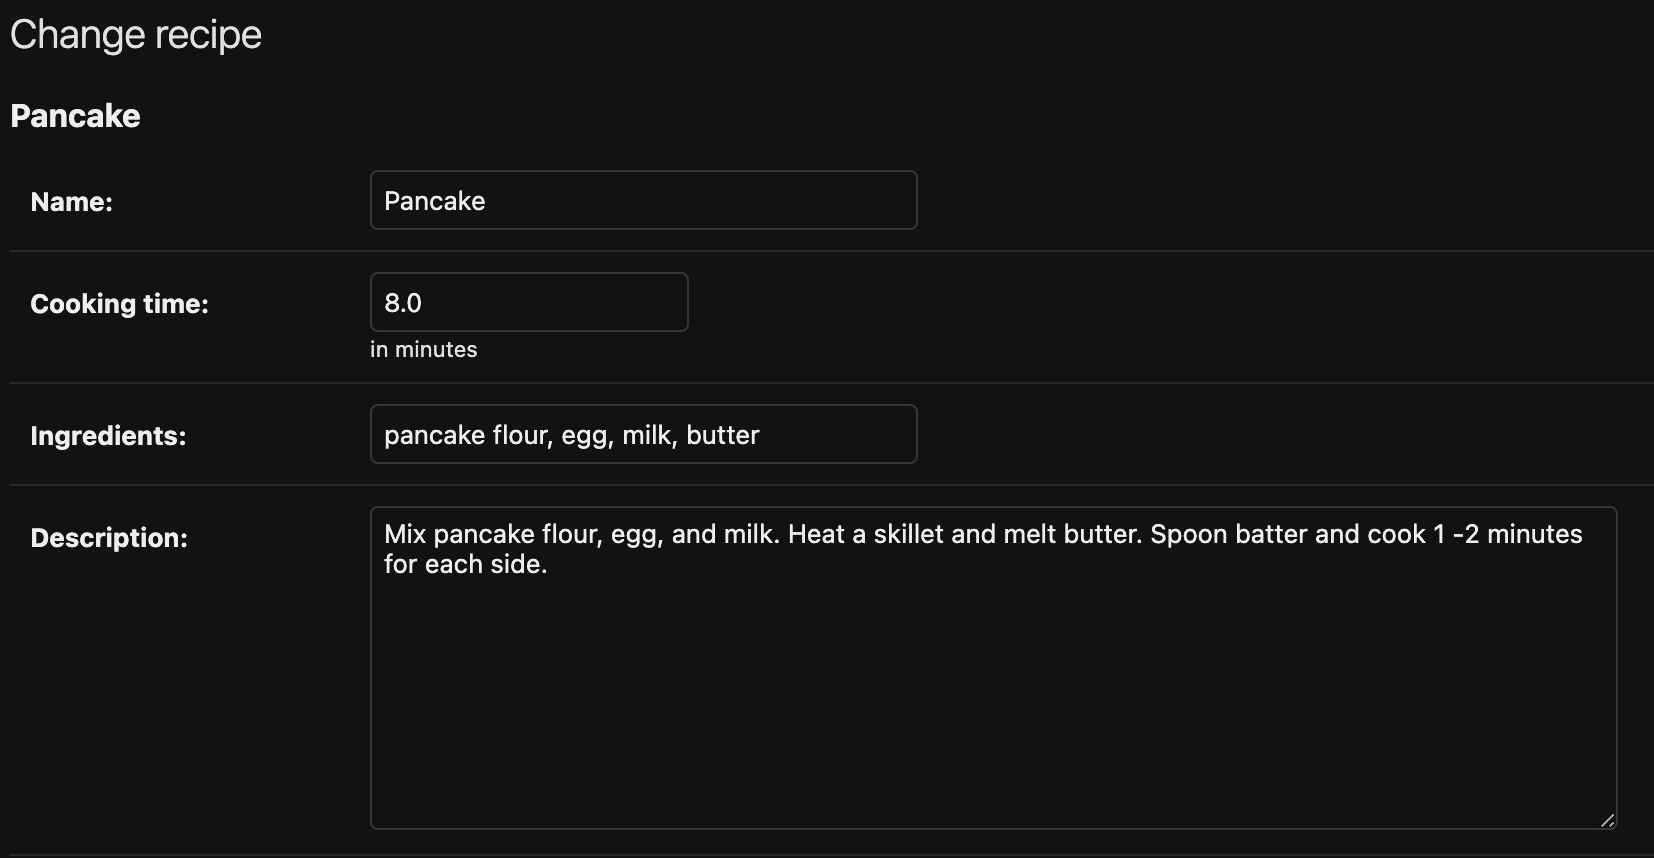 Change recipe
Pancake
Name:
Pancake
Cooking time:
8.0
in minutes
Ingredients:
pancake flour, egg, milk, butter
Description:
Mix pancake flour, egg, and milk. Heat a skillet and melt butter. Spoon batter and cook 1 -2 minutes
for each side.